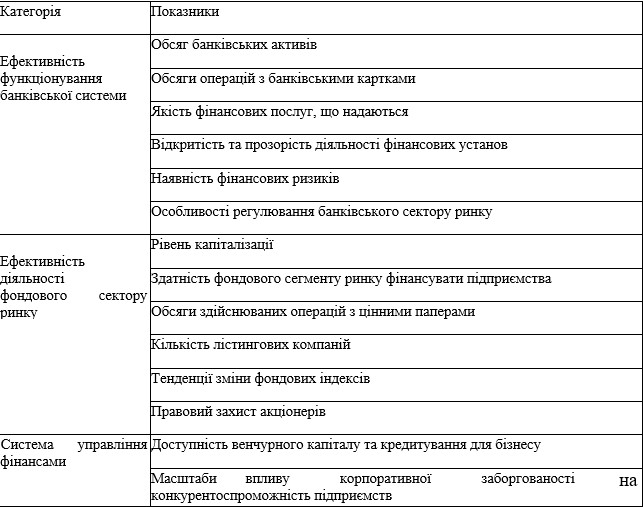 Категорія Показники
Ефективність
функціонування
банківської системи
Обсяг банківських активів
Обсяги операцій з банківськими картками
Якість фінансових послуг, що надаються
Відкритість та прозорість діяльності фінансових установ
Наявність фінансових ризиків
Особливості регулювання банківського сектору ринку
Ефективність
діяльності
фондового сектору
ринку
Рівень капіталізації
Здатність фондового сегменту ринку фінансувати підприємства
Обсяги здійснюваних операцій з цінними паперами
Кількість лістингових компаній
Тенденції зміни фондових індексів
Правовий захист акціонерів
Система управління
фінансами
Доступність венчурного капіталу та кредитування для бізнесу
Масштаби впливу корпоративної заборгованості на
конкурентоспроможність підприємств